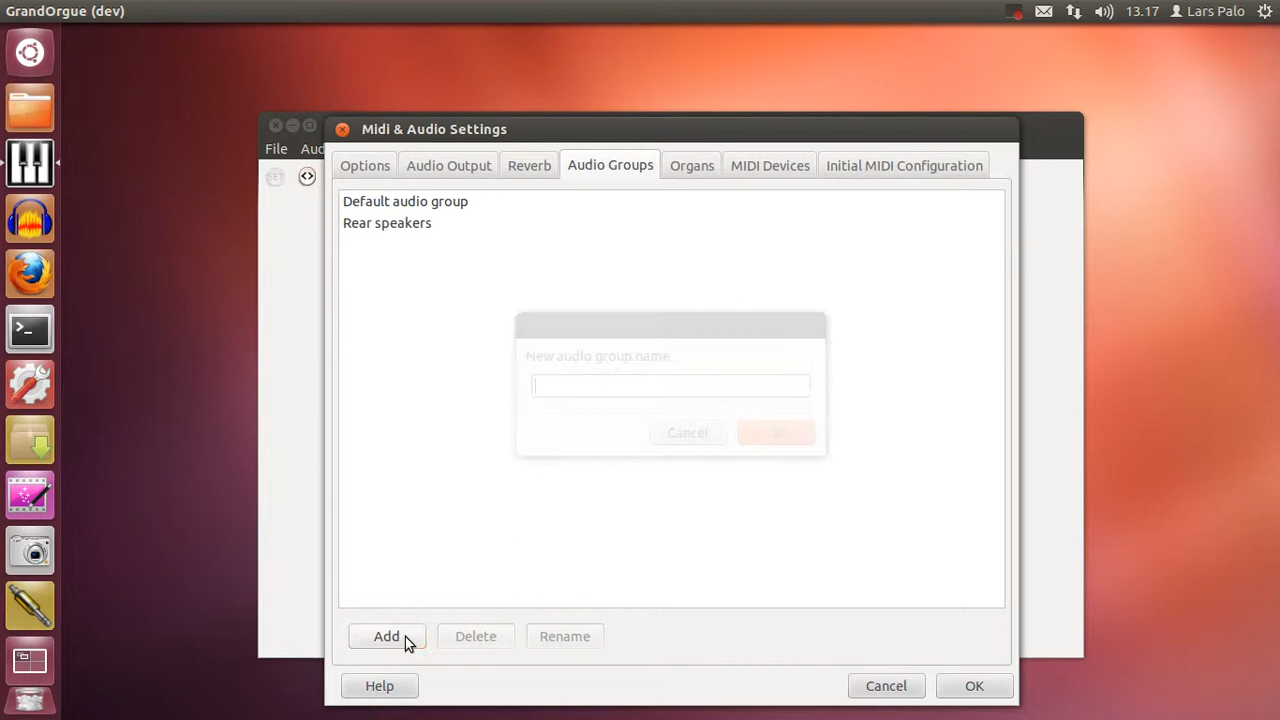 GrandOrgue (dev)
13.17 Lars Palo
Midi & Audio Settings
File Aud
Options Audio Output Reverb Audio Groups Organs MIDI Devices Initial MIDI Configuration
SET
Default audio group
Rear speakers
New audio group name
Cancel
Add Delete Rename
Help Cancel OK